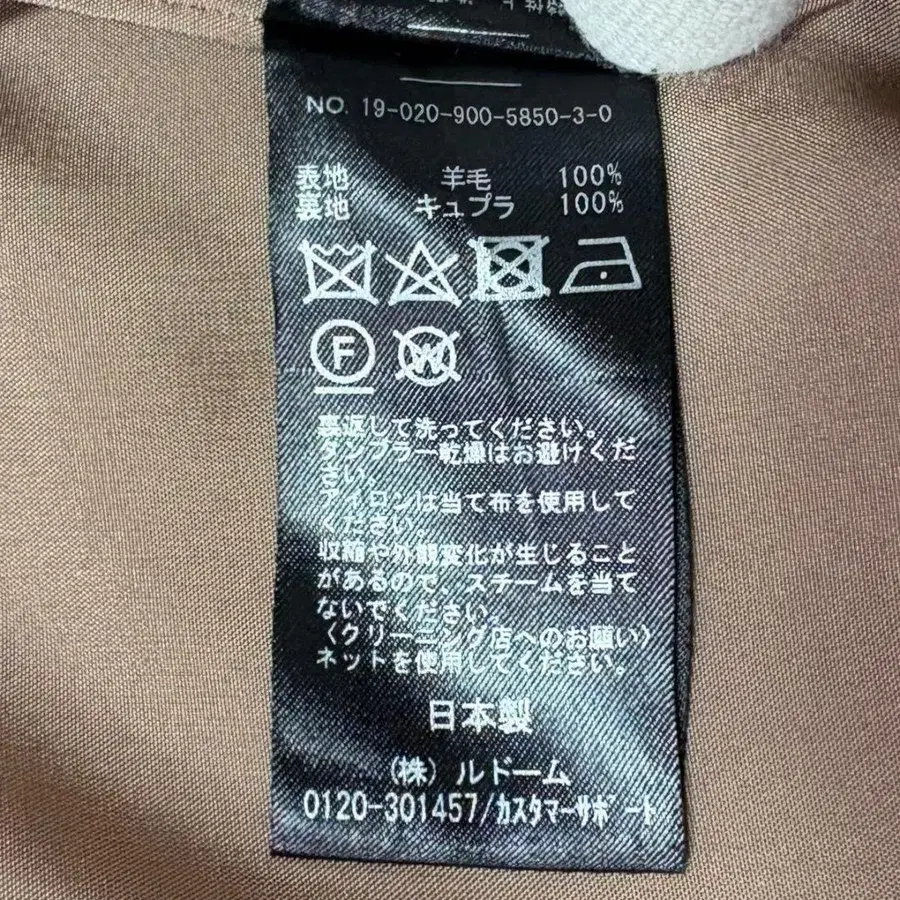 NO. 19-020-900-5850-3-0
表地 羊毛 100%
裏地 キュプラ 100%
F W
裏返して洗ってください。
タンブラー乾燥はお避けくだ
さい。
アイロンは当て布を使用して
ください。
収縮や外観変化が生じること
があるので、スチームを当て
ないでください。
〈クリーニング店へのお願い〉
ネットを使用してください。
日本製
(株) ルドーム
0120-301457/カスタマーサポート